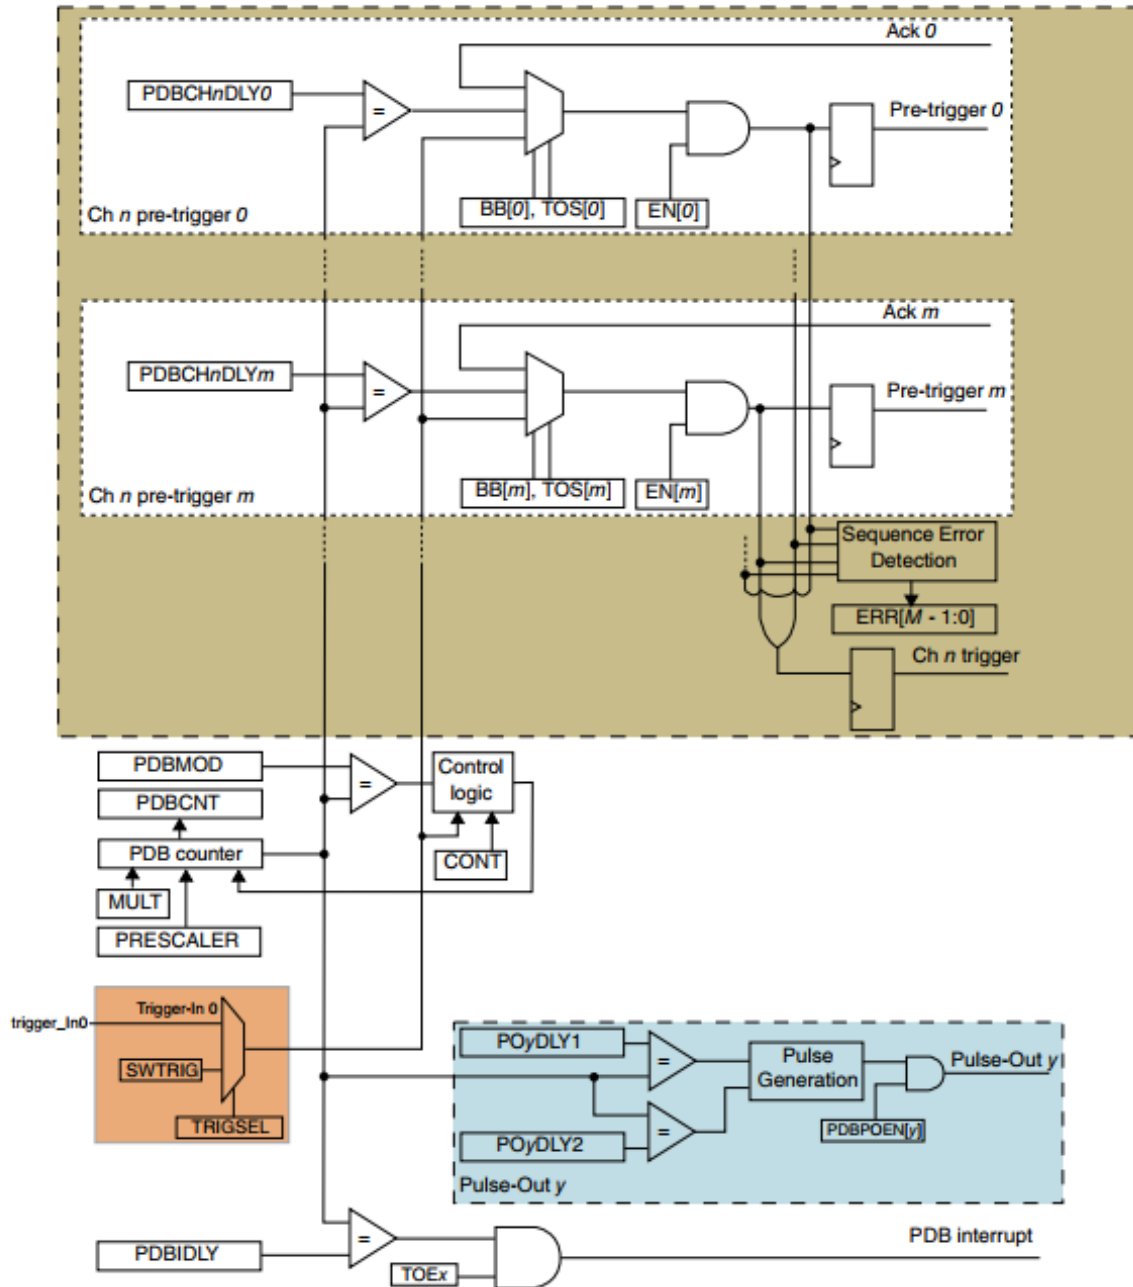 Ack 0
PDBCHnDLY0
=
Pre-trigger 0
BB[0], TOS[0]
EN[0]
Ch n pre-trigger 0
Ack m
PDBCHnDLYm
=
Pre-trigger m
BB[m], TOS[m]
EN[m]
Ch n pre-trigger m
Sequence Error
Detection
ERR[M - 1:0]
Ch n trigger
PDBMOD
=
Control
logic
PDBCNT
PDB counter
CONT
MULT
PRESCALER
trigger_In0
Trigger-In 0
SWTRIG
TRIGSEL
POyDLY1
=
Pulse
Generation
Pulse-Out y
PDBPOEN[y]
=
POyDLY2
Pulse-Out y
PDB interrupt
=
PDBIDLY
TOEx